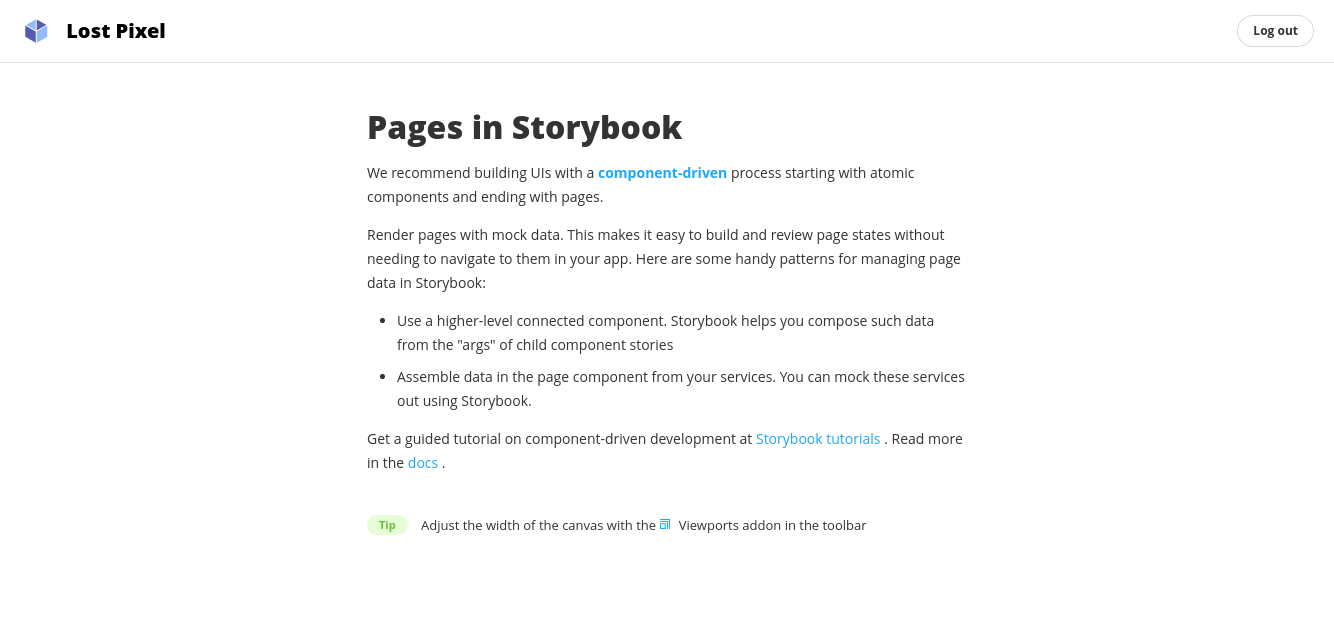 Lost Pixel
Log out
Pages in Storybook
We recommend building UIs with a component-driven process starting with atomic
components and ending with pages.
Render pages with mock data. This makes it easy to build and review page states without
needing to navigate to them in your app. Here are some handy patterns for managing page
data in Storybook:
Use a higher-level connected component. Storybook helps you compose such data
from the "args" of child component stories
Assemble data in the page component from your services. You can mock these services
out using Storybook.
Get a guided tutorial on component-driven development at Storybook tutorials . Read more
in the docs .
Tip Adjust the width of the canvas with the Viewports addon in the toolbar